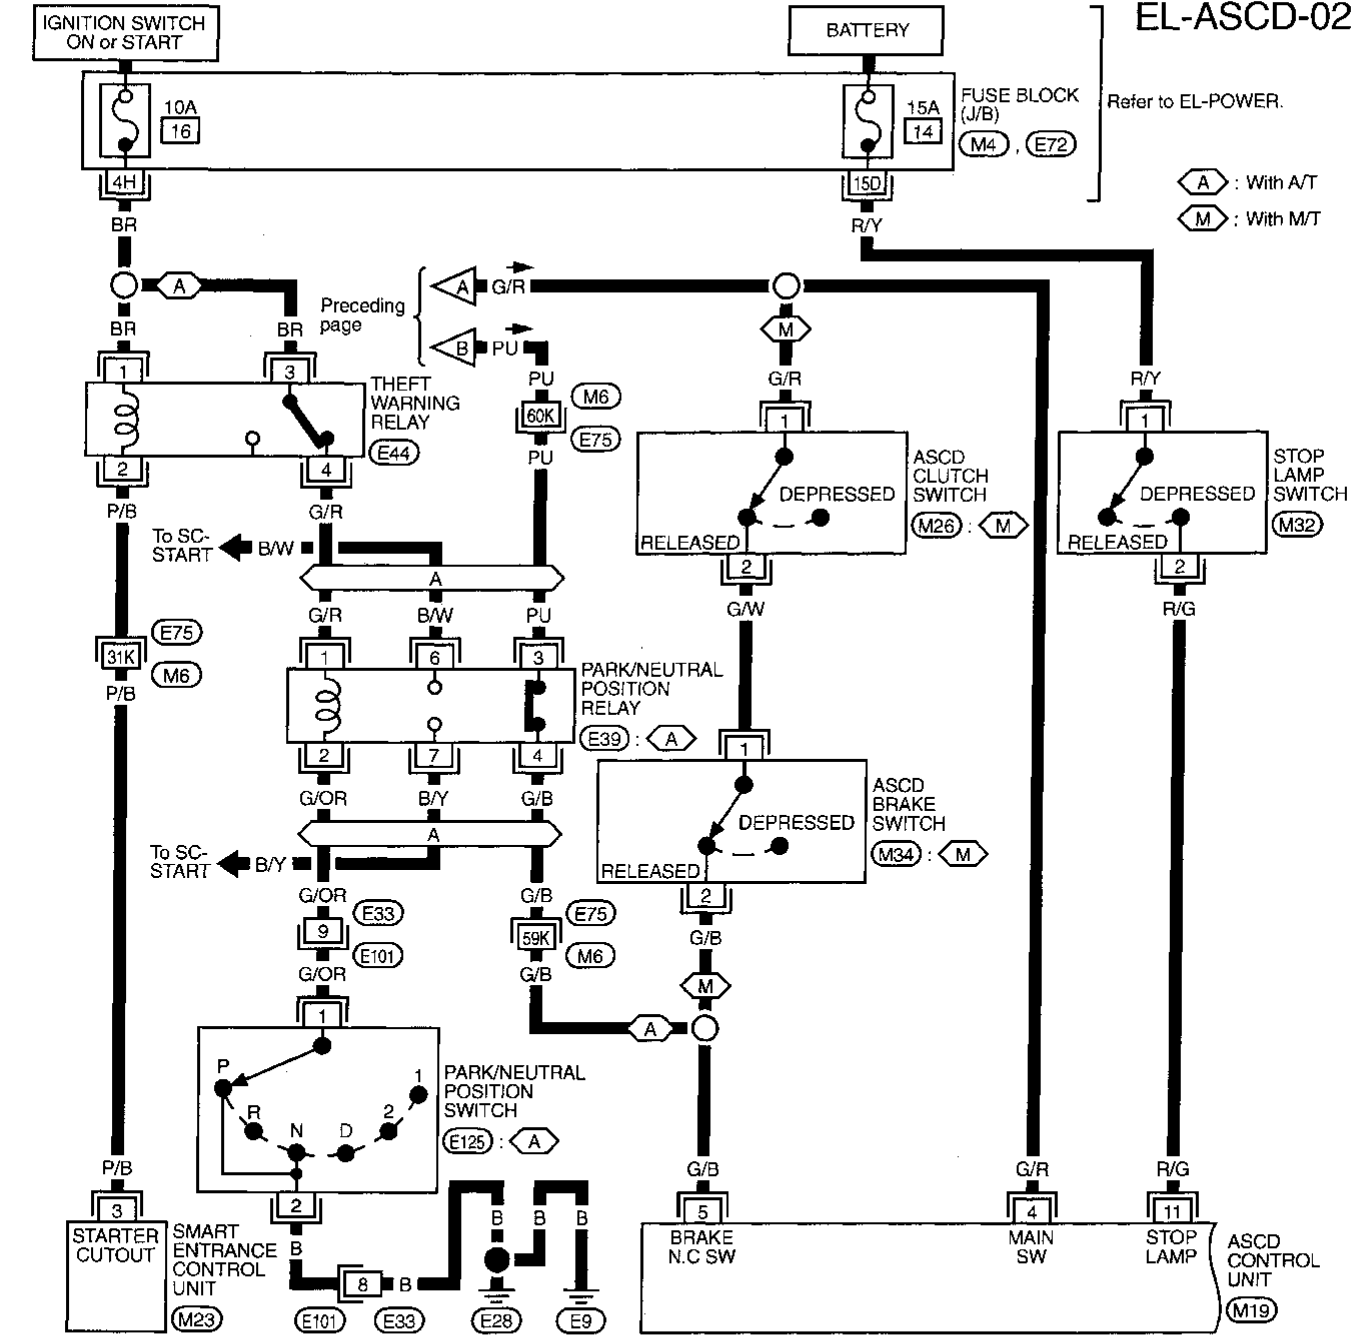 EL-ASCD-02
IGNITION SWITCH
ON or START
BATTERY
10A
16
15A
14
FUSE BLOCK
(J/B)
M4 , E72
Refer to EL-POWER.
4H
15D
A : With A/T
M : With M/T
BR
R/Y
A
Preceding
page
A G/R
B PU
M
BR
BR
PU
G/R
R/Y
1
3
THEFT
WARNING
RELAY
E44
60K
M6
E75
PU
1
1
2
4
ASCD
CLUTCH
SWITCH
M26 : M
DEPRESSED
RELEASED
STOP
LAMP
SWITCH
M32
DEPRESSED
RELEASED
P/B
G/R
To SC-
START
B/W
A
2
2
G/W
R/G
G/R
B/W
PU
E75
31K
M6
P/B
1
6
3
PARK/NEUTRAL
POSITION
RELAY
E39 : A
2
7
4
1
G/OR
B/Y
G/B
ASCD
BRAKE
SWITCH
M34 : M
DEPRESSED
RELEASED
A
To SC-
START
B/Y
2
G/OR
G/B
E33
9
E101
E75
59K
M6
G/B
G/OR
G/B
M
A
1
P
R
N
D
2
1
PARK/NEUTRAL
POSITION
SWITCH
E125 : A
P/B
G/B
G/R
R/G
3
2
5
4
11
STARTER
CUTOUT
SMART
ENTRANCE
CONTROL
UNIT
M23
B
8
B
E101
E33
B
B
B
E28
E9
BRAKE
N.C SW
MAIN
SW
STOP
LAMP
ASCD
CONTROL
UNIT
M19